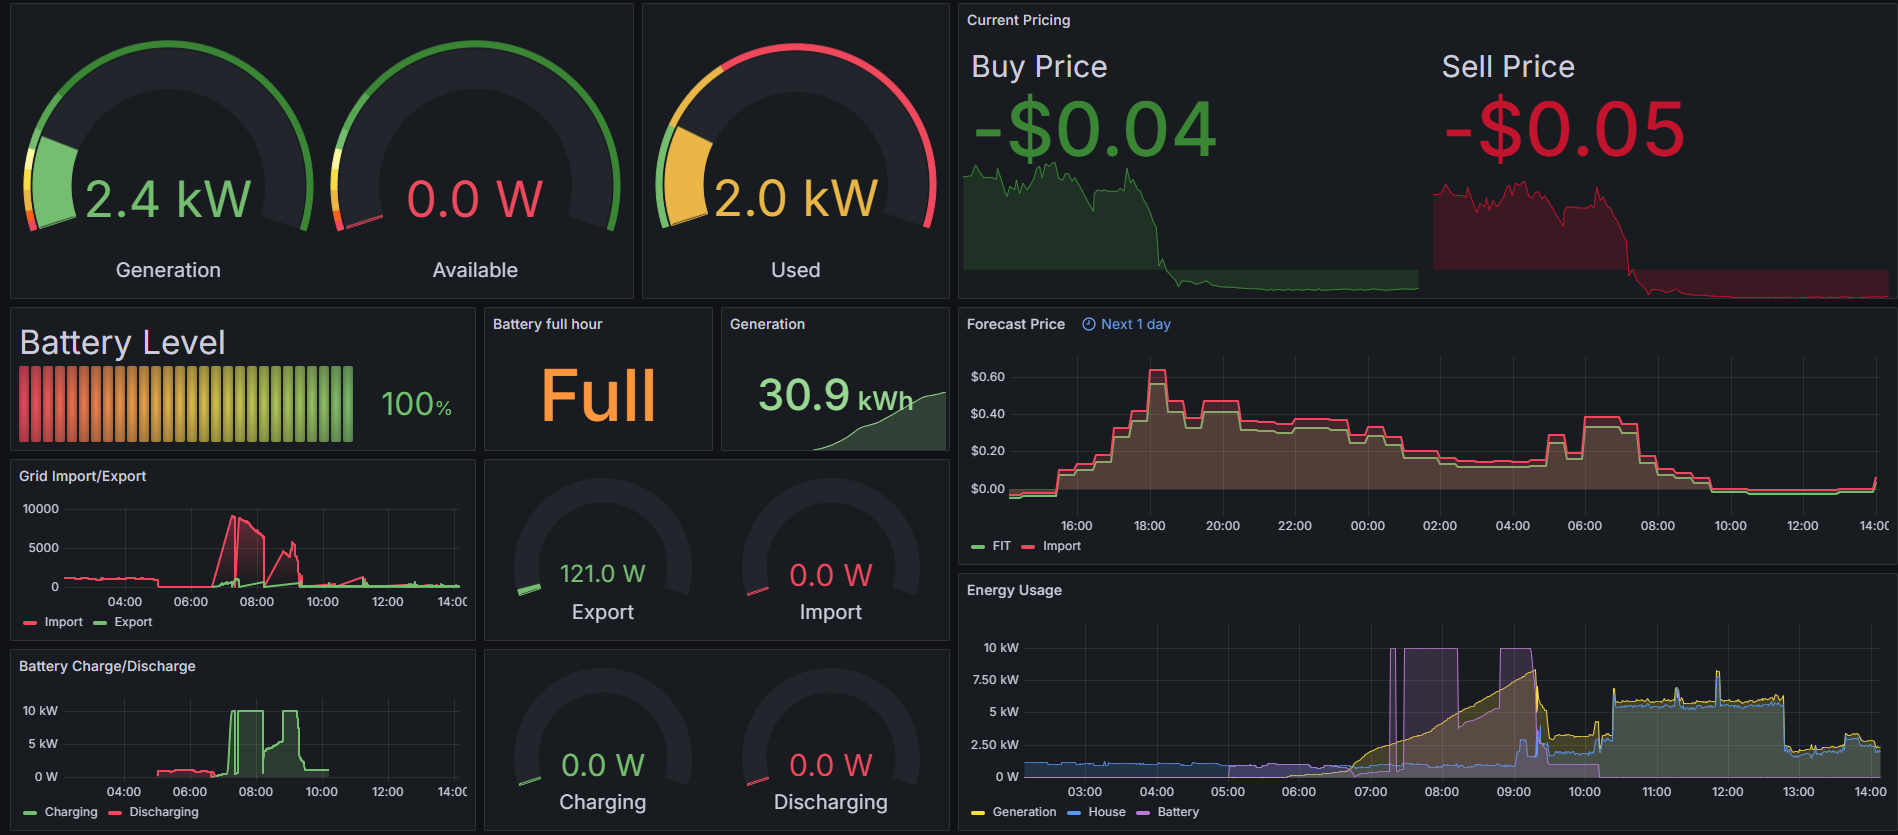 2.4 kW
Generation
0.0 W
Available
2.0 kW
Used
Current Pricing
Buy Price
-$0.04
Sell Price
-$0.05
Battery Level
100%
Battery full hour
Full
Generation
30.9 kWh
Forecast Price Next 1 day
$0.60
$0.40
$0.20
$0.00
16:00 18:00 20:00 22:00 00:00 02:00 04:00 06:00 08:00 10:00 12:00 14:00
FIT Import
Grid Import/Export
10000
5000
0
04:00 06:00 08:00 10:00 12:00 14:00
Import Export
121.0 W
Export
0.0 W
Import
Energy Usage
10 kW
7.50 kW
5 kW
2.50 kW
0 W
03:00 04:00 05:00 06:00 07:00 08:00 09:00 10:00 11:00 12:00 13:00 14:00
Generation House Battery
Battery Charge/Discharge
10 kW
5 kW
0 W
04:00 06:00 08:00 10:00 12:00 14:00
Charging Discharging
0.0 W
Charging
0.0 W
Discharging